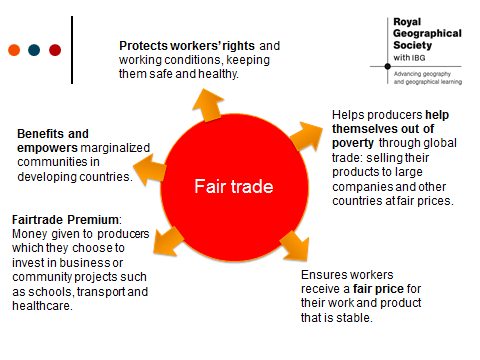 Royal
Geographical
Society
with IBG
Advancing geography
and geographical learning
Protects workers' rights and
working conditions, keeping
them safe and healthy.
Helps producers help
themselves out of
poverty through global
trade: selling their
products to large
companies and other
countries at fair prices.
Benefits and
empowers marginalized
communities in
developing countries.
Fair trade
Fairtrade Premium:
Money given to producers
which they choose to
invest in business or
community projects such
as schools, transport and
healthcare.
Ensures workers
receive a fair price for
their work and product
that is stable.